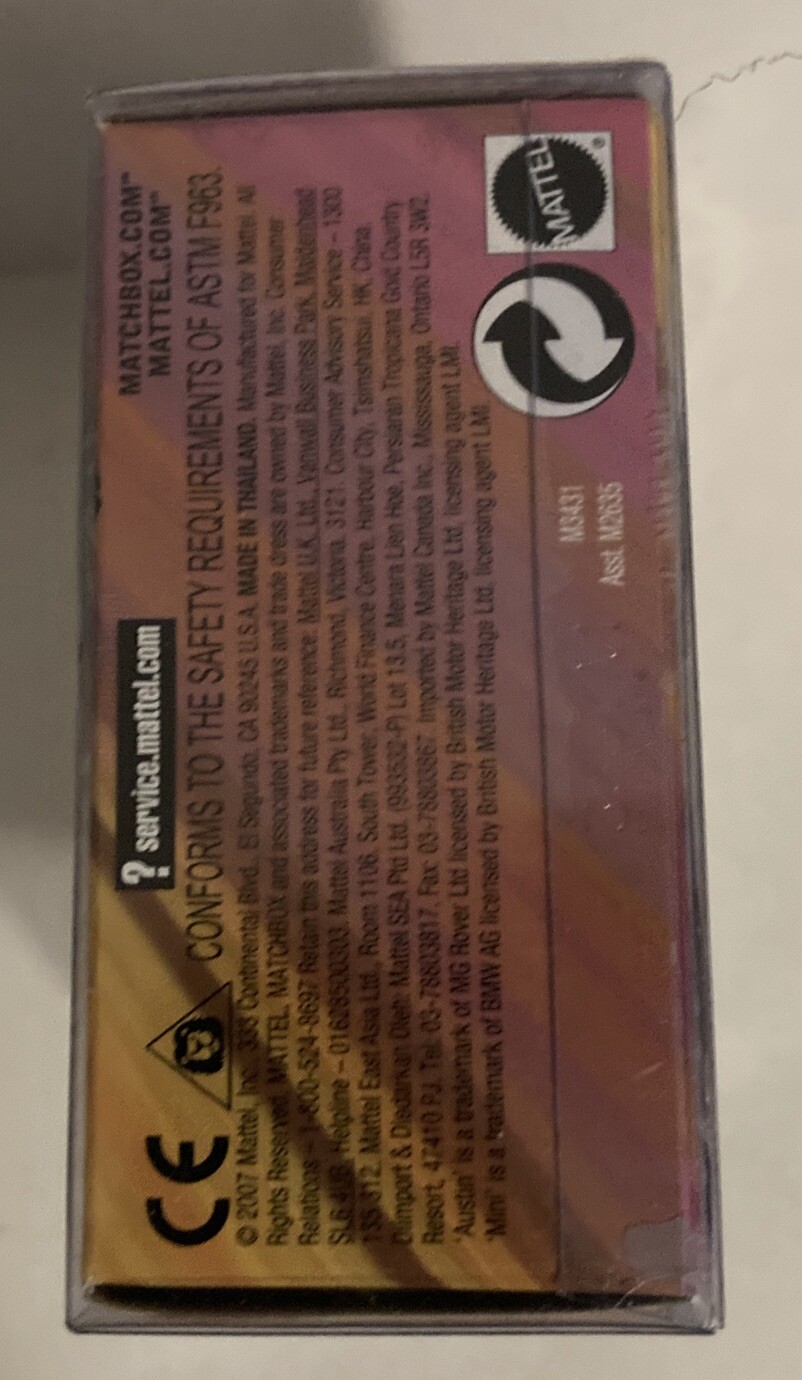 MATCHBOX.COM™
MATTEL.COM™
? service.mattel.com
CE
CONFORMS TO THE SAFETY REQUIREMENTS OF ASTM F963.
© 2007 Mattel, Inc. 333 Continental Blvd., El Segundo, CA 90245 U.S.A. MADE IN THAILAND. Manufactured for Mattel. All
Rights Reserved. MATTEL, MATCHBOX and associated trademarks and trade dress are owned by Mattel, Inc. Consumer
Relations – 1-800-524-8697 Retain this address for future reference: Mattel U.K. Ltd., Vanwall Business Park, Maidenhead
SL6 4UB. Helpline – 01628500303. Mattel Australia Pty Ltd., Richmond, Victoria. 3121. Consumer Advisory Service – 1300
135 312. Mattel East Asia Ltd., Room 1106, South Tower, World Finance Centre, Harbour City, Tsimshatsui, HK, China.
Diimport & Diedarkan Oleh: Mattel SEA Ptd Ltd. (993532-P) Lot 13.5, Menara Lien Hoe, Persiaran Tropicana Gold Country
Resort, 47410 PJ. Tel: 03-78803817, Fax: 03-78803867. Imported by Mattel Canada Inc., Mississauga, Ontario L5R 3W2.
'Austin' is a trademark of MG Rover Ltd licensed by British Motor Heritage Ltd, licensing agent LMI.
'Mini' is a trademark of BMW AG licensed by British Motor Heritage Ltd, licensing agent LMI
M3431
Asst. M2635
MATTEL®